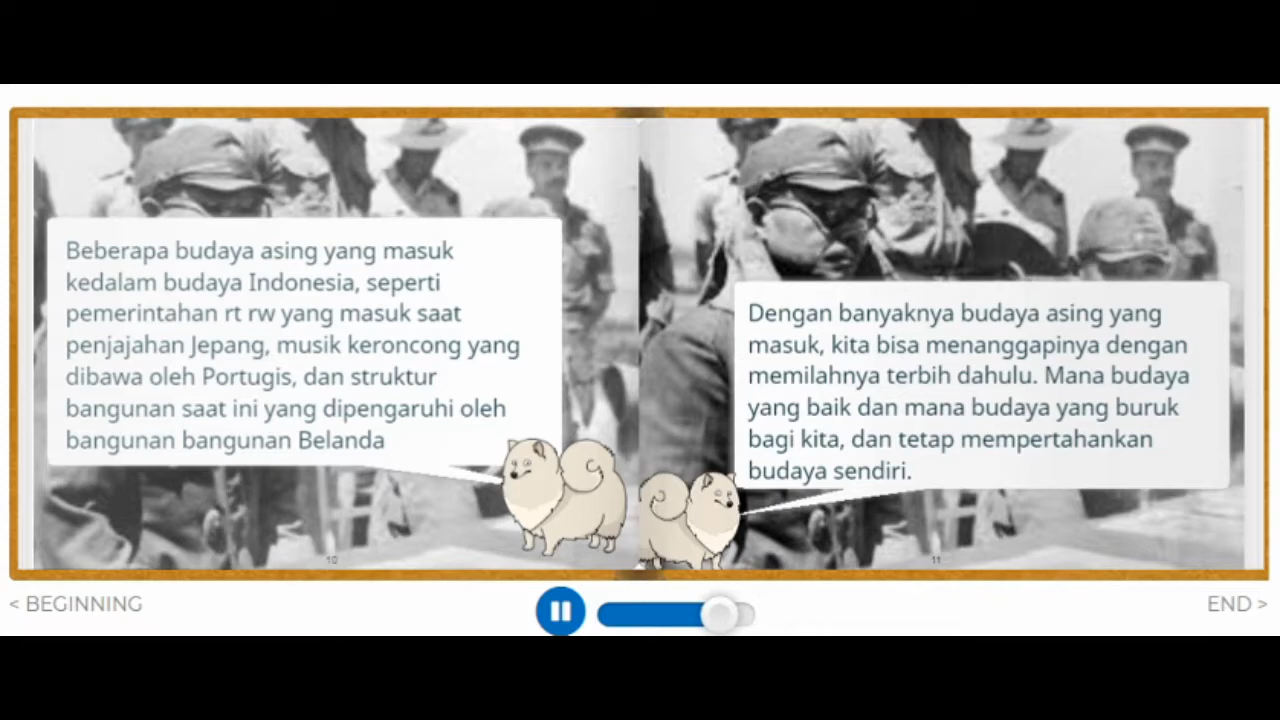 Beberapa budaya asing yang masuk
kedalam budaya Indonesia, seperti
pemerintahan rt rw yang masuk saat
penjajahan Jepang, musik keroncong yang
dibawa oleh Portugis, dan struktur
bangunan saat ini yang dipengaruhi oleh
bangunan bangunan Belanda
10
Dengan banyaknya budaya asing yang
masuk, kita bisa menanggapinya dengan
memilahnya terbih dahulu. Mana budaya
yang baik dan mana budaya yang buruk
bagi kita, dan tetap mempertahankan
budaya sendiri.
11
< BEGINNING
END >